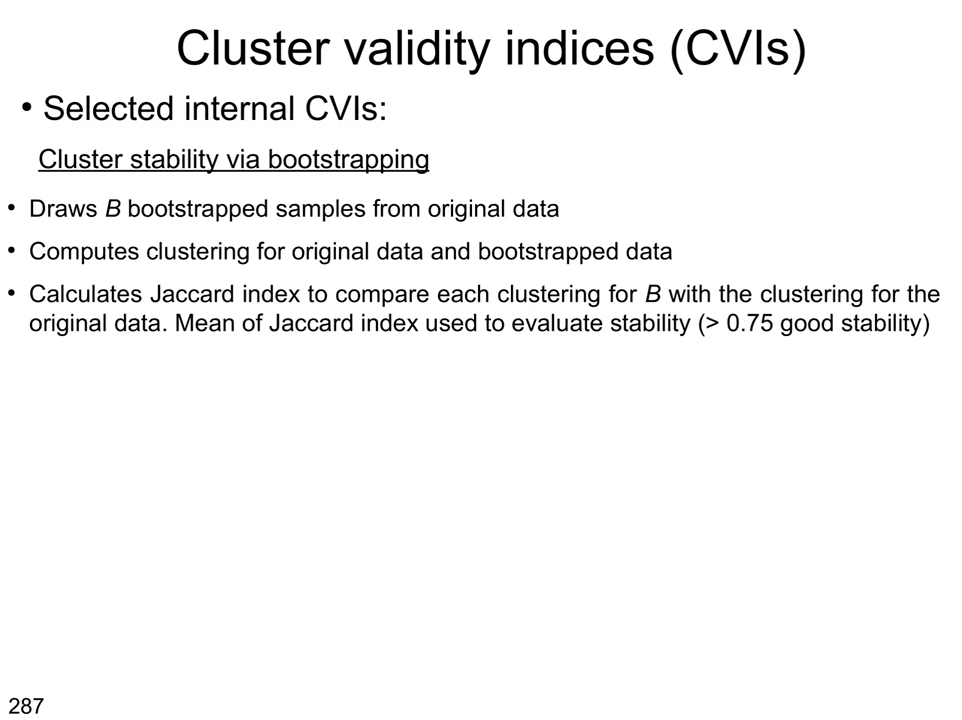 Cluster validity indices (CVIs)
• Selected internal CVIs:
Cluster stability via bootstrapping
• Draws B bootstrapped samples from original data
• Computes clustering for original data and bootstrapped data
• Calculates Jaccard index to compare each clustering for B with the clustering for the
original data. Mean of Jaccard index used to evaluate stability (> 0.75 good stability)
287